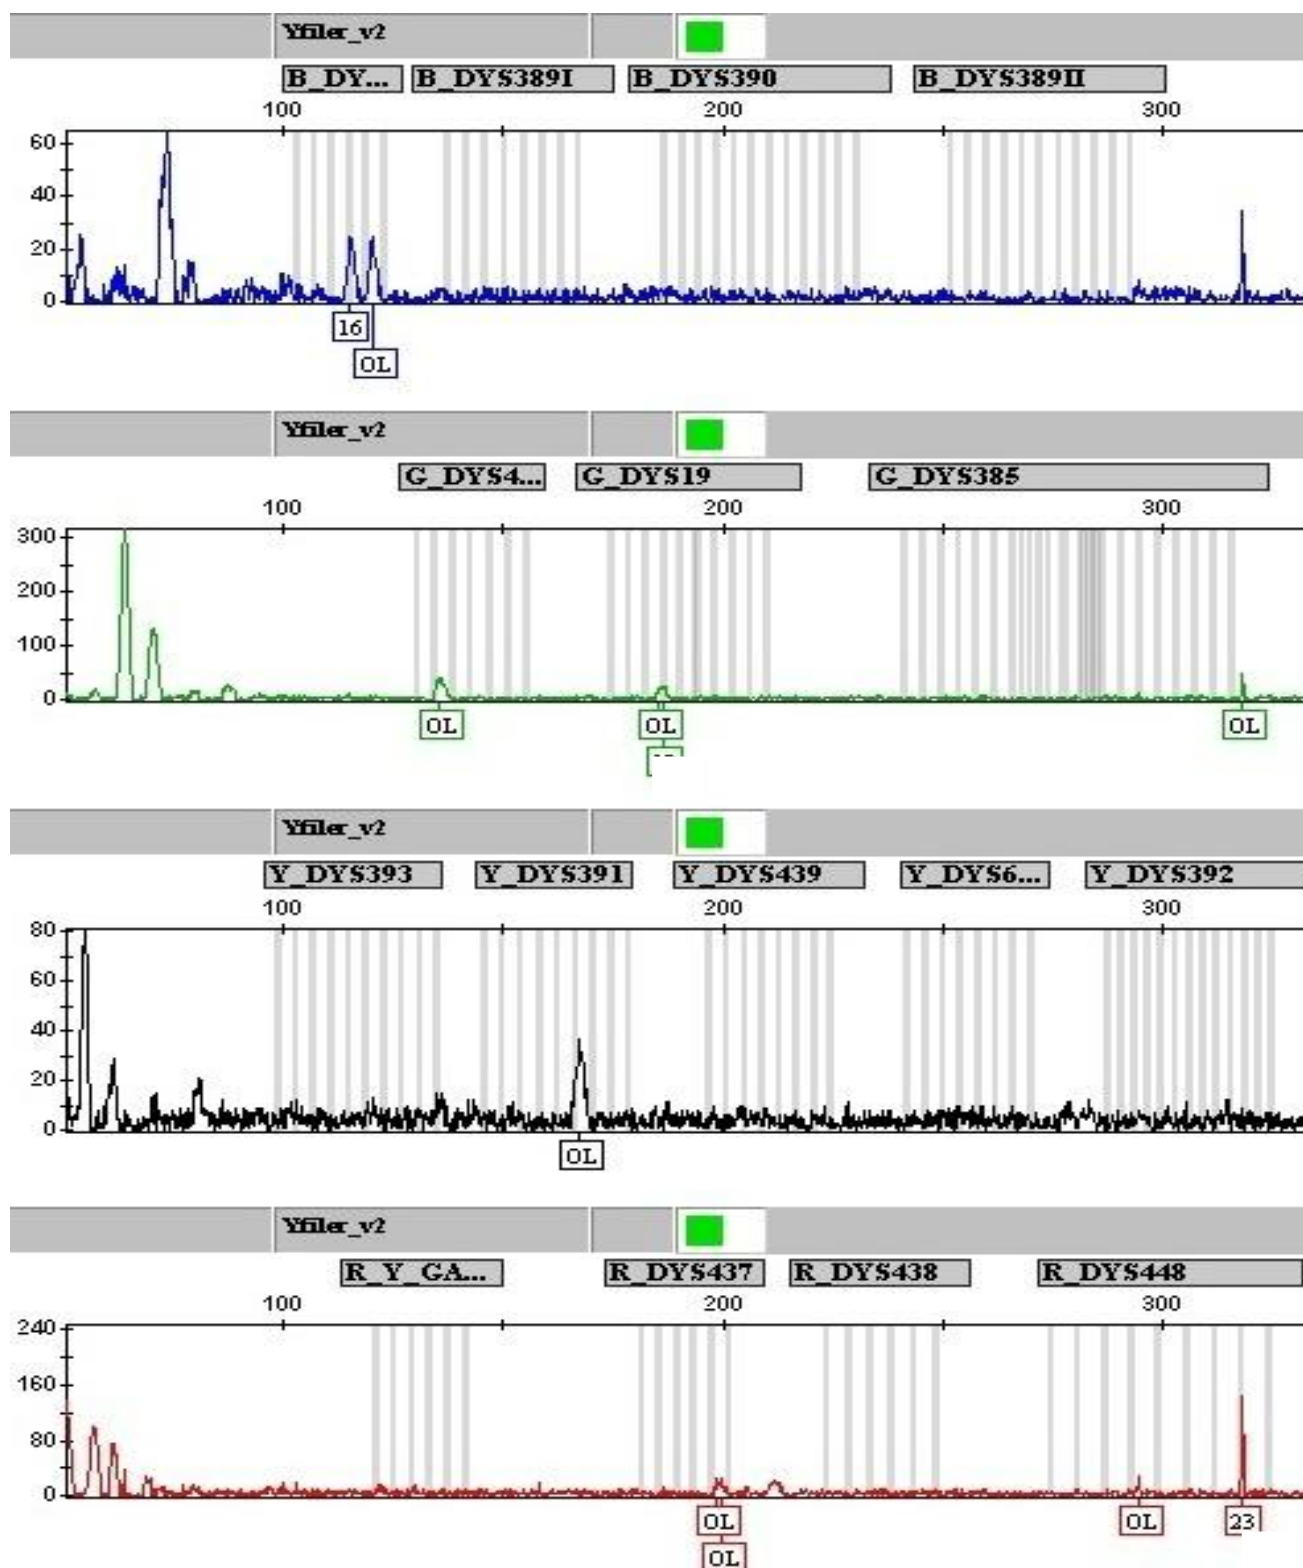 Yfiler_v2
B_DY... B_DYS389I B_DYS390 B_DYS389II
100 200 300
60
40
20
0
16
OL
Yfiler_v2
G_DYS4... G_DYS19 G_DYS385
100 200 300
300
200
100
0
OL OL OL
Yfiler_v2
Y_DYS393 Y_DYS391 Y_DYS439 Y_DYS6... Y_DYS392
100 200 300
80
60
40
20
0
OL
Yfiler_v2
R_Y_GA... R_DYS437 R_DYS438 R_DYS448
100 200 300
240
160
80
0
OL OL 23
OL